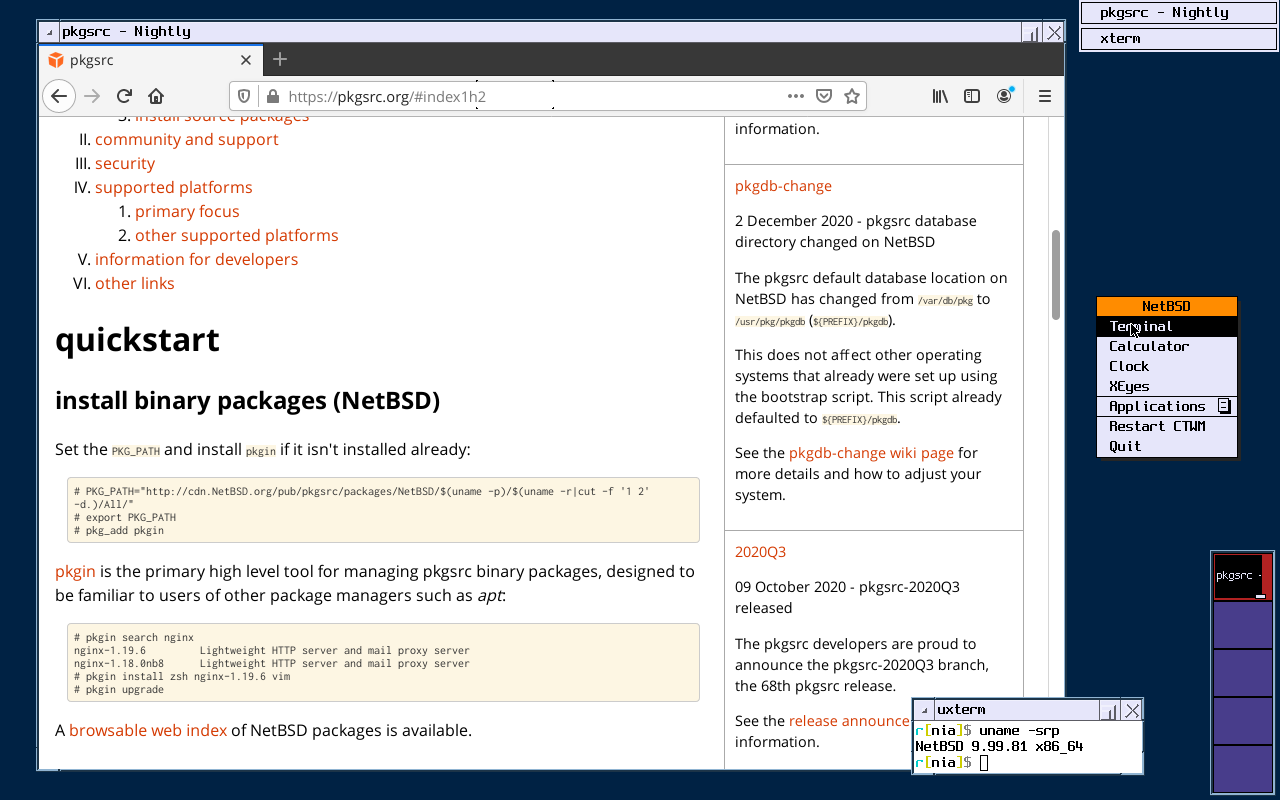 pkgsrc - Nightly
pkgsrc - Nightly
xterm
pkgsrc
https://pkgsrc.org/#index1h2
3. install source packages
II. community and support
III. security
IV. supported platforms
1. primary focus
2. other supported platforms
V. information for developers
VI. other links
quickstart
install binary packages (NetBSD)
Set the PKG_PATH and install pkgin if it isn't installed already:
# PKG_PATH="http://cdn.NetBSD.org/pub/pkgsrc/packages/NetBSD/$(uname -p)/$(uname -r|cut -f '1 2'
-d.)/All/"
# export PKG_PATH
# pkg_add pkgin
pkgin is the primary high level tool for managing pkgsrc binary packages, designed to
be familiar to users of other package managers such as apt:
# pkgin search nginx
nginx-1.19.6 Lightweight HTTP server and mail proxy server
nginx-1.18.0nb8 Lightweight HTTP server and mail proxy server
# pkgin install zsh nginx-1.19.6 vim
# pkgin upgrade
A browsable web index of NetBSD packages is available.
information.
pkgdb-change
2 December 2020 - pkgsrc database
directory changed on NetBSD
The pkgsrc default database location on
NetBSD has changed from /var/db/pkg to
/usr/pkg/pkgdb (${PREFIX}/pkgdb).
This does not affect other operating
systems that already were set up using
the bootstrap script. This script already
defaulted to ${PREFIX}/pkgdb.
See the pkgdb-change wiki page for
more details and how to adjust your
system.
2020Q3
09 October 2020 - pkgsrc-2020Q3
released
The pkgsrc developers are proud to
announce the pkgsrc-2020Q3 branch,
the 68th pkgsrc release.
See the release announce
information.
NetBSD
Terminal
Calculator
Clock
XEyes
Applications
Restart CTWM
Quit
pkgsrc -
uxterm
r[nia]$ uname -srp
NetBSD 9.99.81 x86_64
r[nia]$